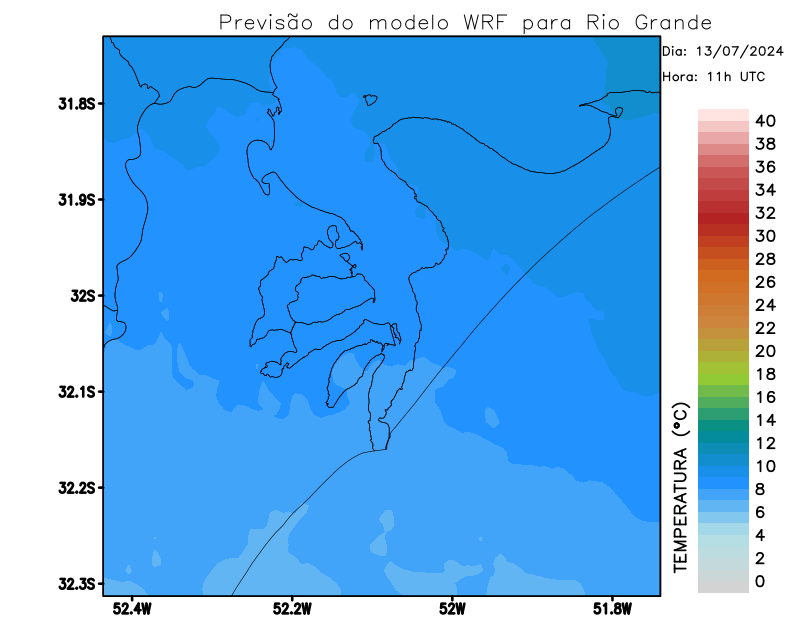 Previsão do modelo WRF para Rio Grande
Dia: 13/07/2024
Hora: 11h UTC
31.8S
31.9S
32S
32.1S
32.2S
32.3S
52.4W
52.2W
52W
51.8W
TEMPERATURA (°C)
40
38
36
34
32
30
28
26
24
22
20
18
16
14
12
10
8
6
4
2
0